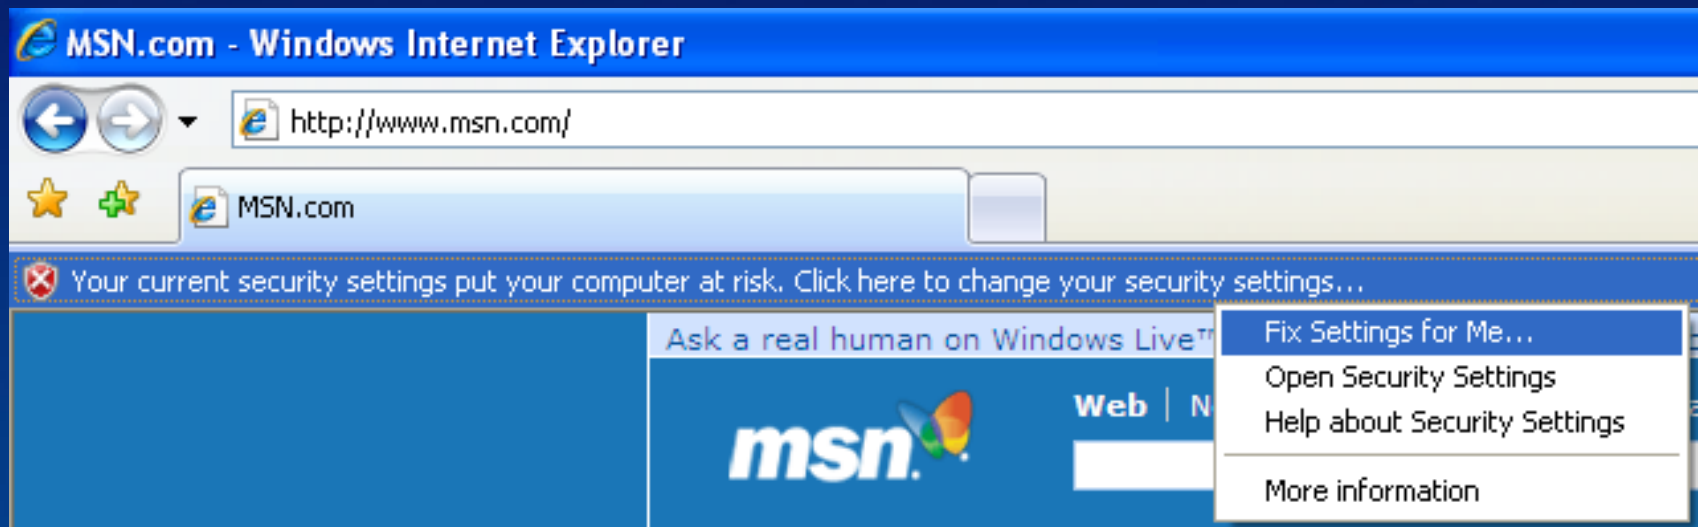 MSN.com - Windows Internet Explorer
http://www.msn.com/
MSN.com
Your current security settings put your computer at risk. Click here to change your security settings...
Ask a real human on Windows Live™
Fix Settings for Me...
Open Security Settings
Help about Security Settings
More information
Web
msn.